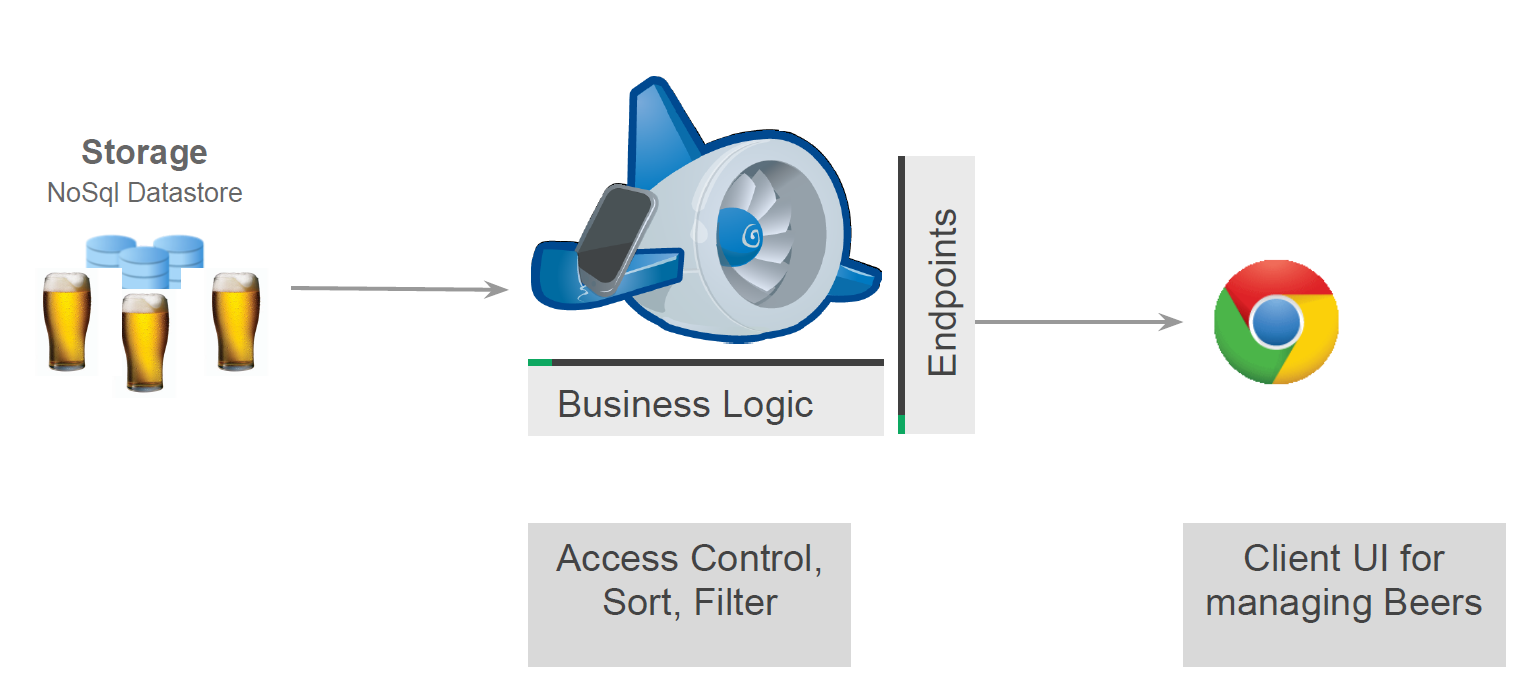 Storage
NoSql Datastore
Endpoints
Business Logic
Access Control,
Sort, Filter
Client UI for
managing Beers